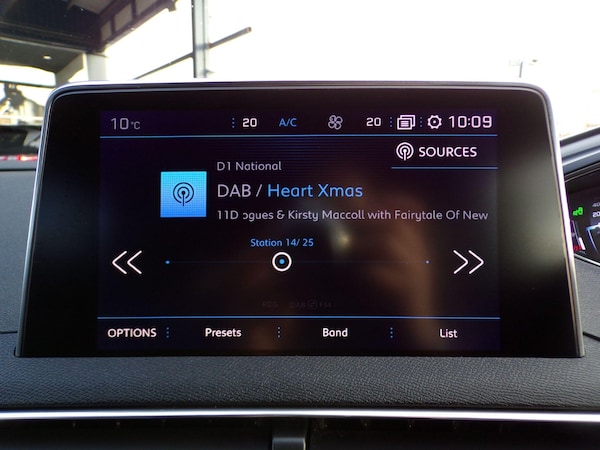 10°C 20 A/C 20 10:09
SOURCES
D1 National
DAB / Heart Xmas
11D ogues & Kirsty Maccoll with Fairytale Of New
Station 14/ 25
OPTIONS Presets Band List